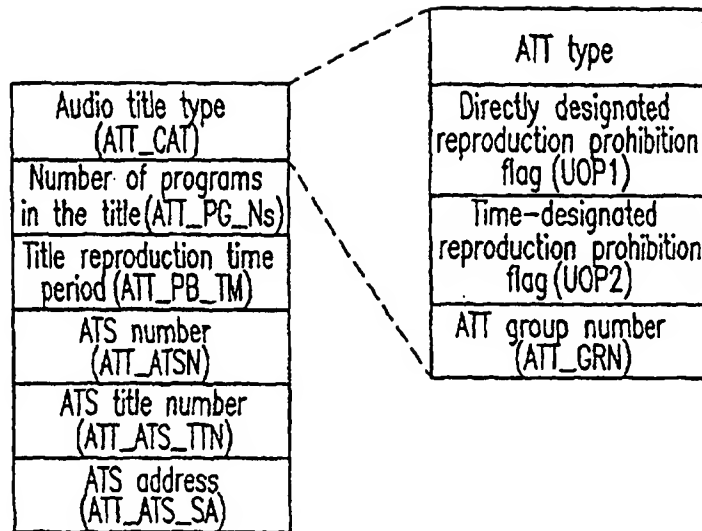 Audio title type
(ATT_CAT)
Number of programs
in the title(ATT_PG_Ns)
Title reproduction time
period(ATT_PB_TM)
ATS number
(ATT_ATSN)
ATS title number
(ATT_ATS_TTN)
ATS address
(ATT_ATS_SA)
ATT type
Directly designated
reproduction prohibition
flag(UOP1)
Time-designated
reproduction prohibition
flag(UOP2)
ATT group number
(ATT_GRN)